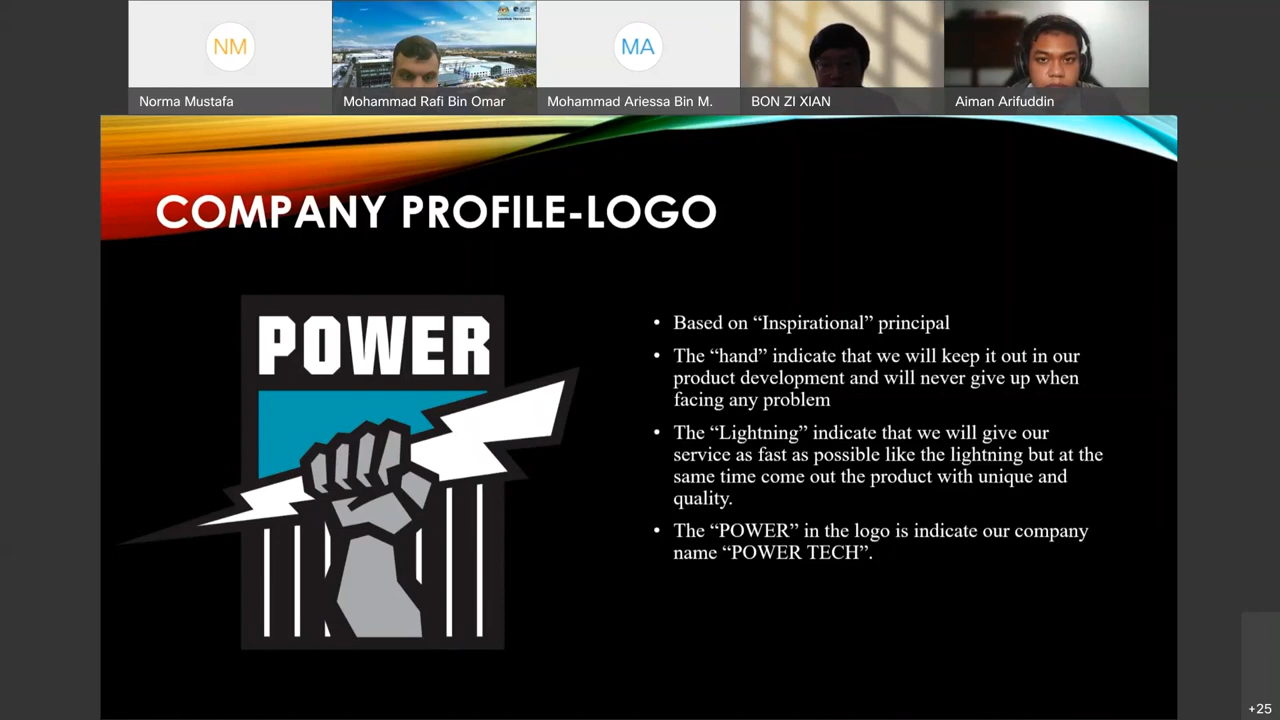 NM
MA
Norma Mustafa
Mohammad Rafi Bin Omar
Mohammad Ariessa Bin M.
BON ZI XIAN
Aiman Arifuddin
COMPANY PROFILE-LOGO
POWER
• Based on “Inspirational” principal
• The “hand” indicate that we will keep it out in our
product development and will never give up when
facing any problem
• The “Lightning” indicate that we will give our
service as fast as possible like the lightning but at the
same time come out the product with unique and
quality.
• The “POWER” in the logo is indicate our company
name “POWER TECH”.
+25